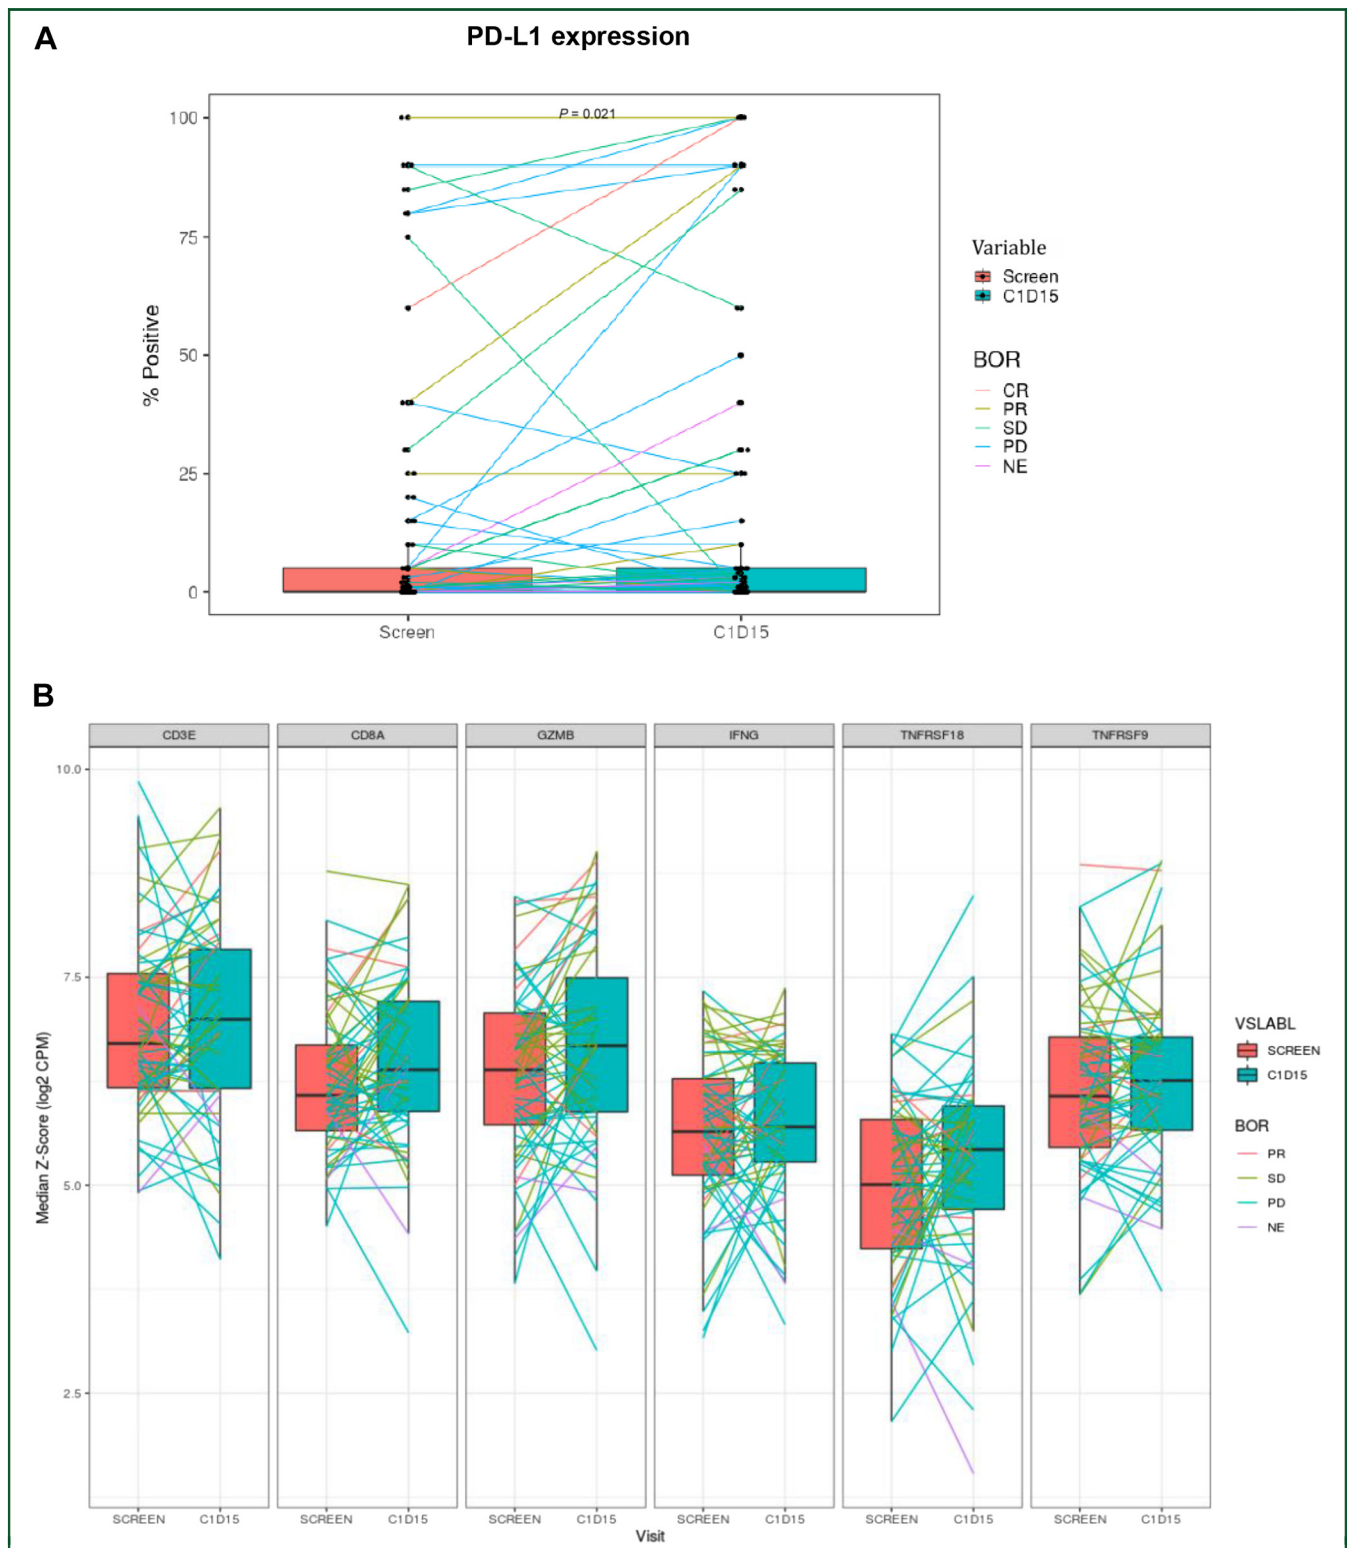 A
PD-L1 expression
P = 0.021
100
75
50
25
0
% Positive
Screen
C1D15
Variable
Screen
C1D15
BOR
CR
PR
SD
PD
NE
B
CD3E
CD8A
GZMB
IFNG
TNFRSF18
TNFRSF9
10.0
7.5
5.0
2.5
Median Z-Score (log2 CPM)
SCREEN C1D15
SCREEN C1D15
SCREEN C1D15
SCREEN C1D15
SCREEN C1D15
SCREEN C1D15
Visit
VSLABL
SCREEN
C1D15
BOR
PR
SD
PD
NE